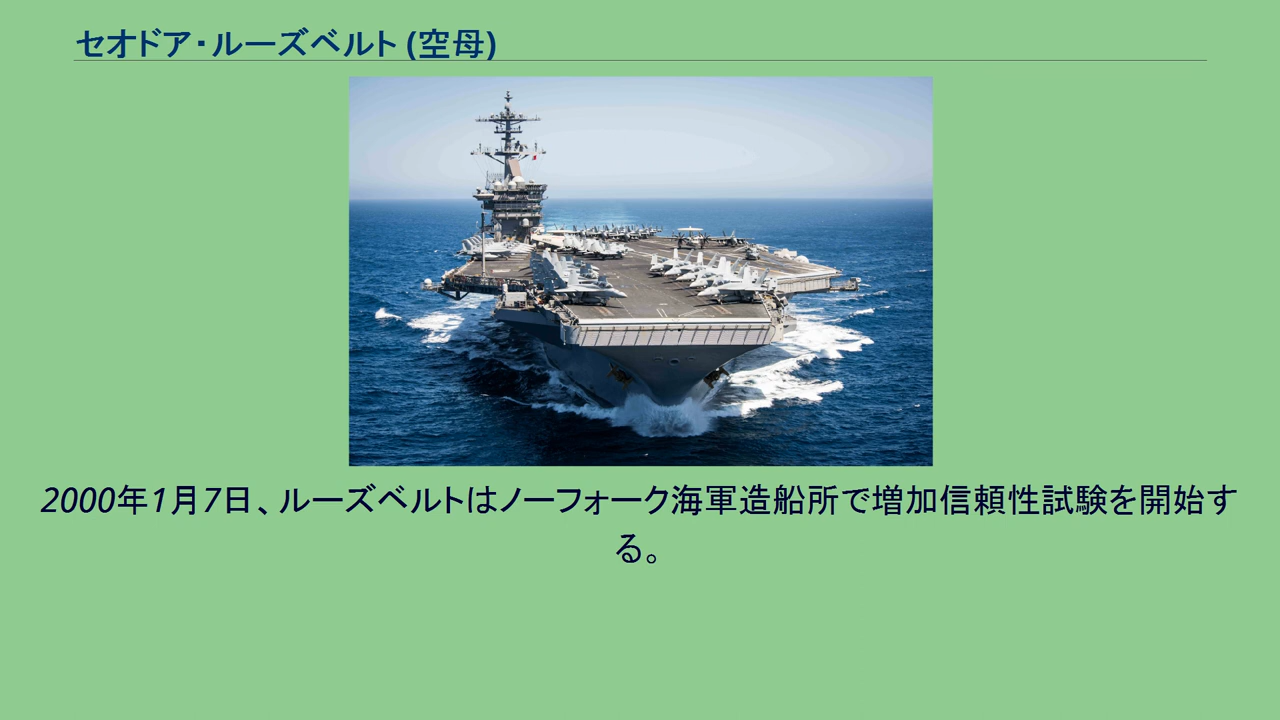 セオドア・ルーズベルト (空母)
2000年1月7日、ルーズベルトはノーフォーク海軍造船所で増加信頼性試験を開始す
る。